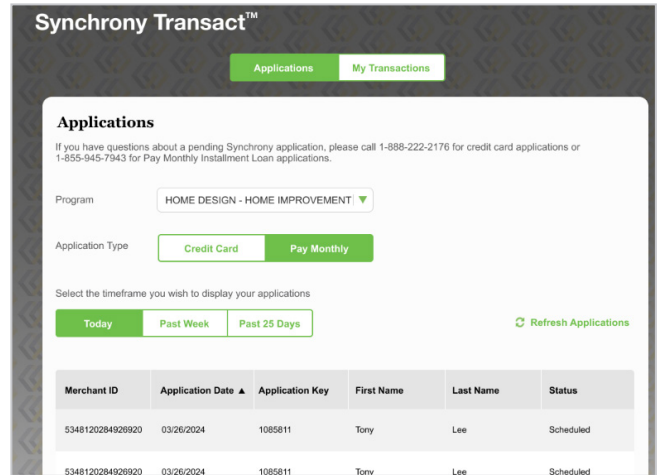 Synchrony Transact™
Applications My Transactions
Applications
If you have questions about a pending Synchrony application, please call 1-888-222-2176 for credit card applications or
1-855-945-7943 for Pay Monthly Installment Loan applications.
Program HOME DESIGN - HOME IMPROVEMENT
Application Type Credit Card Pay Monthly
Select the timeframe you wish to display your applications
Today Past Week Past 25 Days Refresh Applications
Merchant ID Application Date ▲ Application Key First Name Last Name Status
5348120284926920 03/26/2024 1085811 Tony Lee Scheduled
5348120284926920 03/26/2024 1085811 Tony Lee Scheduled